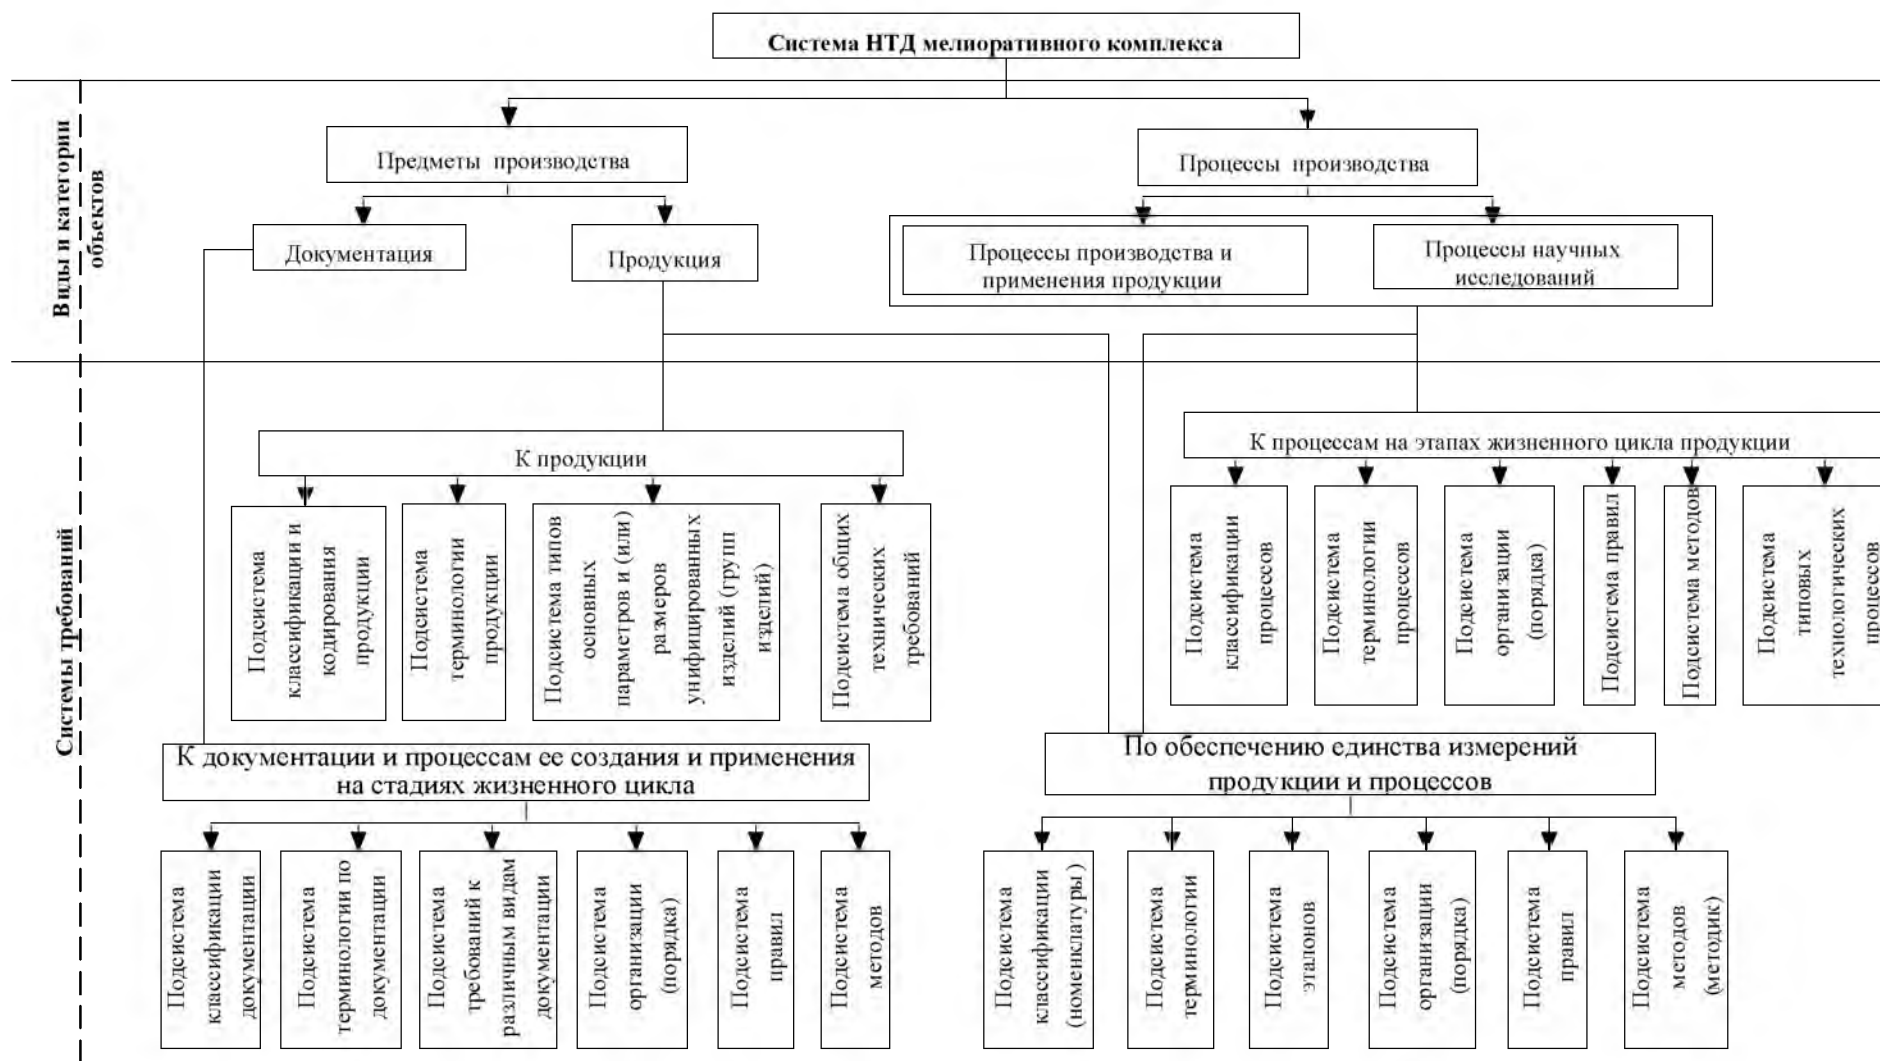 Система НТД мелиоративного комплекса
Виды и категории
объектов
Предметы производства
Процессы производства
Документация
Продукция
Процессы производства и
применения продукции
Процессы научных
исследований
Системы требований
К продукции
Подсистема
классификации и
кодирования
продукции
Подсистема
терминологии
продукции
Подсистема типов
основных
параметров и (или)
размеров
унифицированных
изделий (групп
изделий)
Подсистема общих
технических
требований
К процессам на этапах жизненного цикла продукции
Подсистема
классификации
процессов
Подсистема
терминологии
процессов
Подсистема
организации
(порядка)
Подсистема правил
Подсистема методов
Подсистема
типовых
технологических
процессов
К документации и процессам ее создания и применения
на стадиях жизненного цикла
Подсистема
классификации
документации
Подсистема
терминологии по
документации
Подсистема
требований к
различным видам
документации
Подсистема
организации
(порядка)
Подсистема
правил
Подсистема
методов
По обеспечению единства измерений
продукции и процессов
Подсистема
классификации
(номенклатуры)
Подсистема
терминологии
Подсистема
эталонов
Подсистема
организации
(порядка)
Подсистема
правил
Подсистема
методов
(методик)